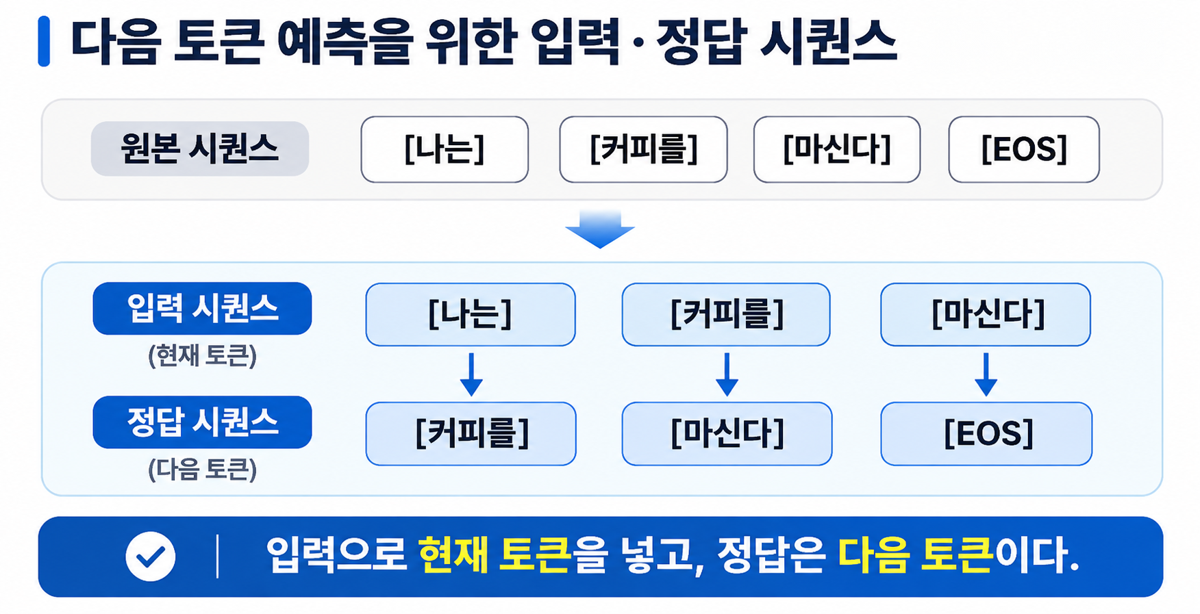 다음 토큰 예측을 위한 입력 · 정답 시퀀스
원본 시퀀스 [나는] [커피를] [마신다] [EOS]
입력 시퀀스 [나는] [커피를] [마신다]
(현재 토큰)
정답 시퀀스 [커피를] [마신다] [EOS]
(다음 토큰)
입력으로 현재 토큰을 넣고, 정답은 다음 토큰이다.